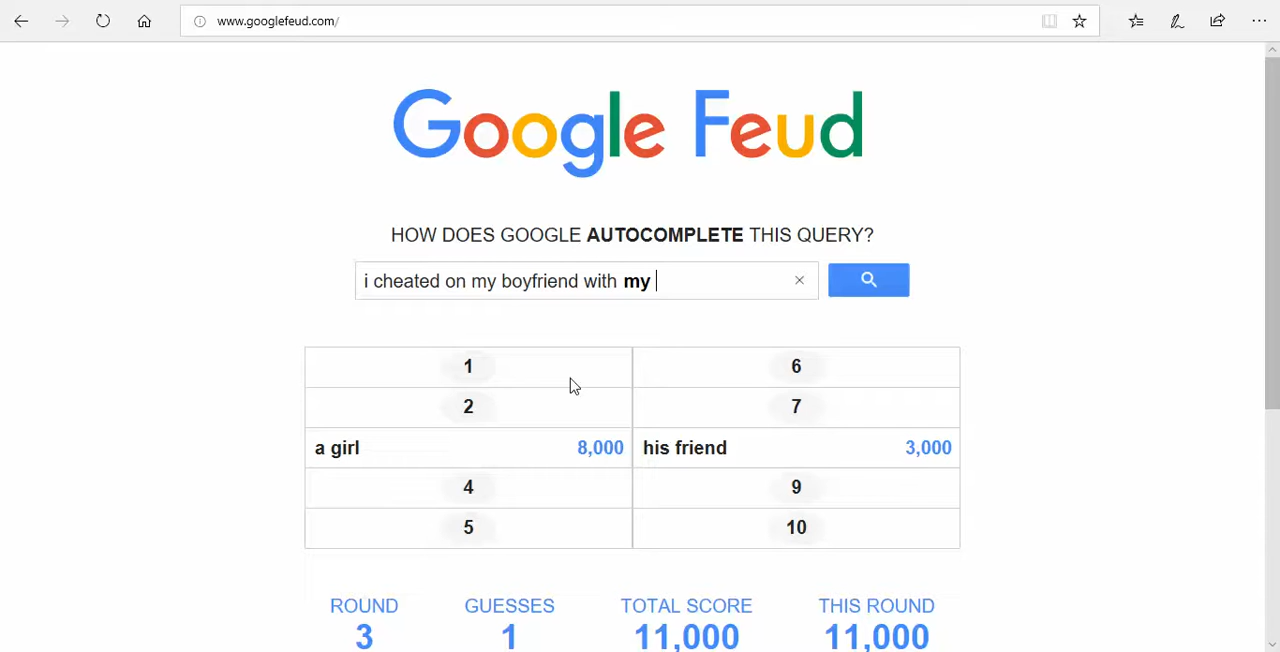 www.googlefeud.com/
Google Feud
HOW DOES GOOGLE AUTOCOMPLETE THIS QUERY?
i cheated on my boyfriend with my
1 6
2 7
a girl 8,000 his friend 3,000
4 9
5 10
ROUND GUESSES TOTAL SCORE THIS ROUND
3 1 11,000 11,000